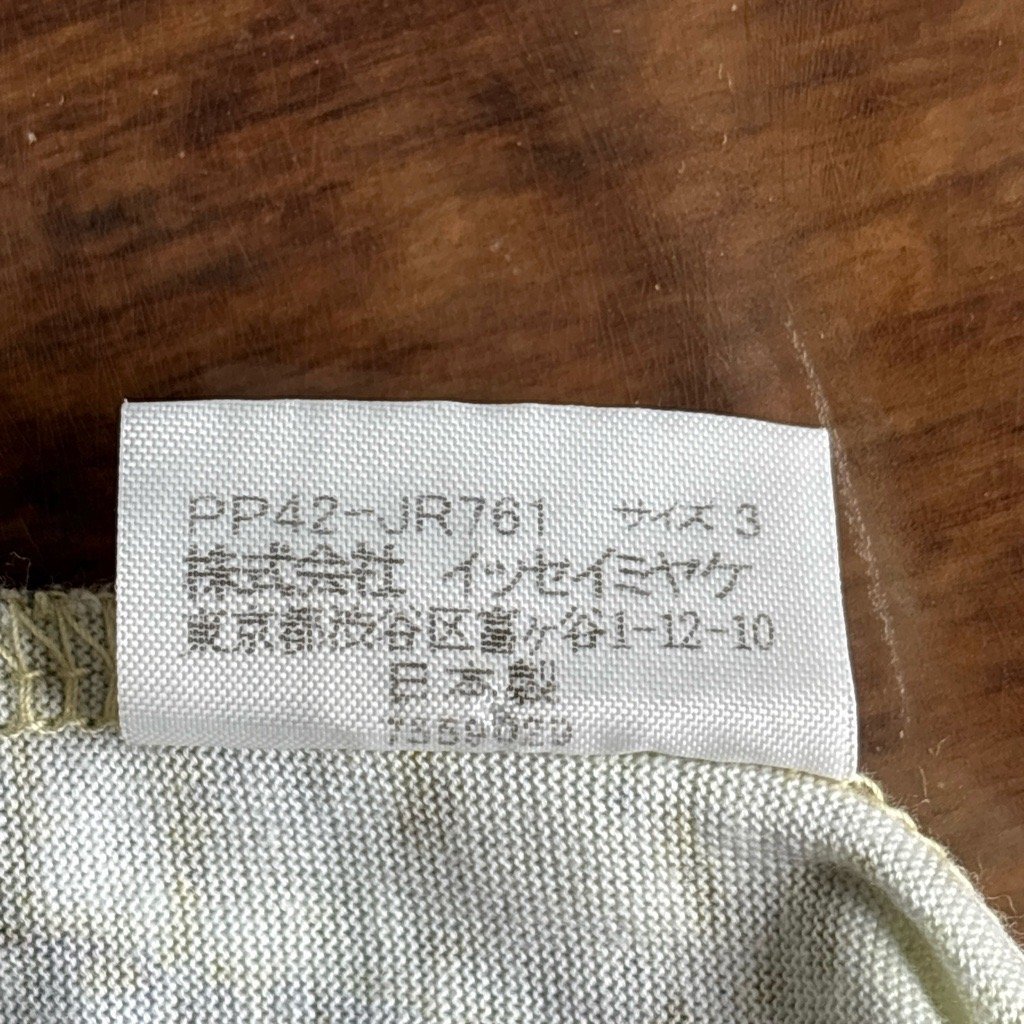 PP42-JR761 サイズ 3
株式会社 イッセイミヤケ
東京都渋谷区富ヶ谷1-12-10
日本製